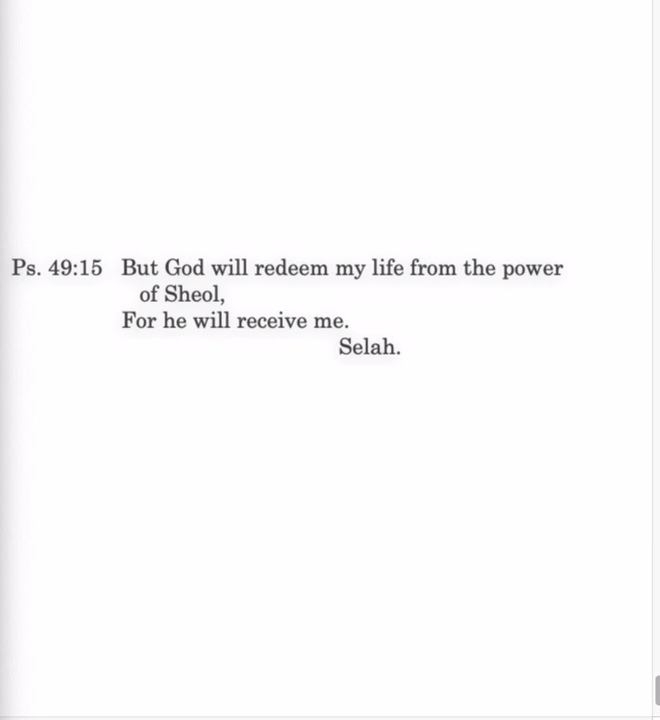 Ps. 49:15 But God will redeem my life from the power
of Sheol,
For he will receive me.
Selah.